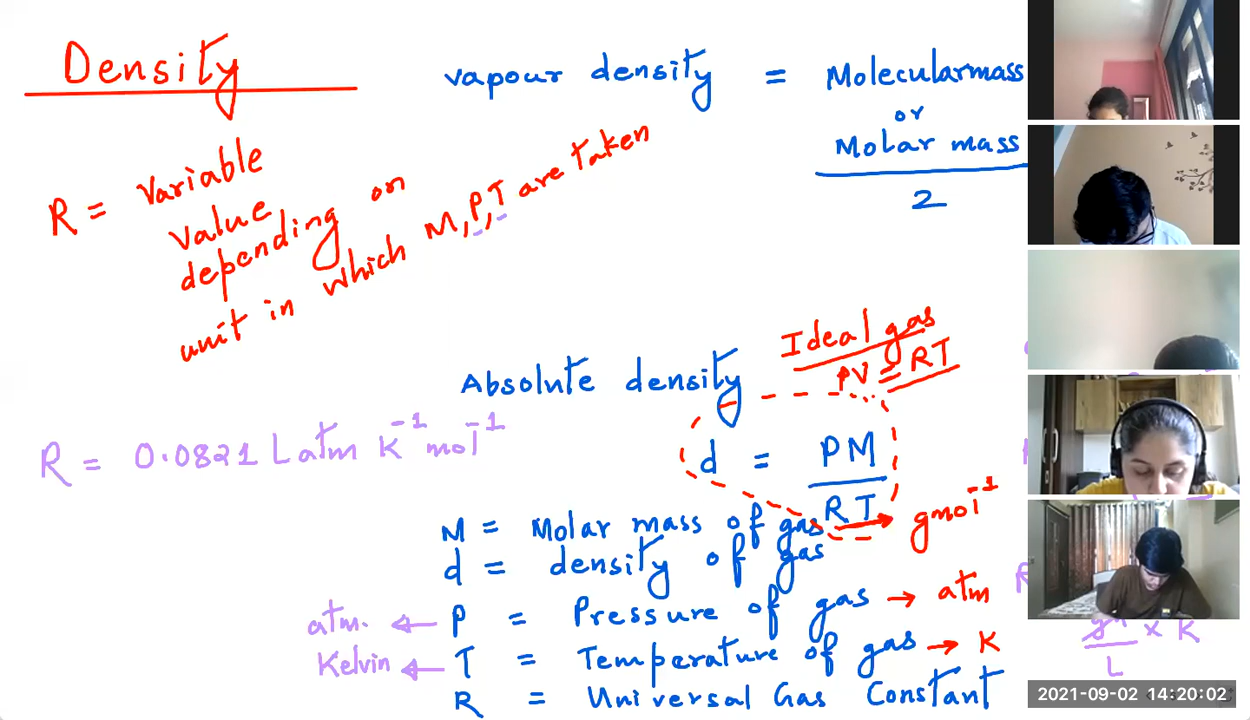 Density
vapour density = Molecularmass
or
Molar mass
2
R = Variable
value
depending on
unit in which M, P, T are taken
Ideal gas
PV = RT
Absolute density
d = PM
RT
R = 0.0821 L atm K⁻¹ mol⁻¹
M = Molar mass of gas → gmol⁻¹
d = density of gas
atm. ← P = Pressure of gas → atm
Kelvin ← T = Temperature of gas → K
R = Universal Gas Constant
× K
L
2021-09-02 14:20:02